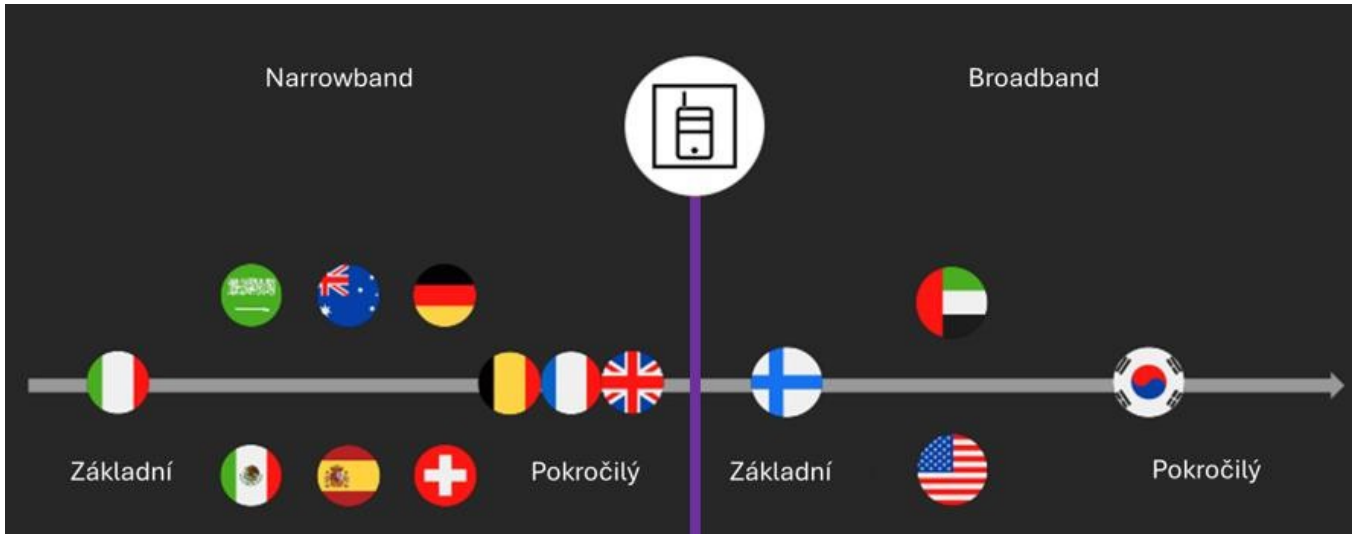 Narrowband
Broadband
Základní
Pokročilý
Základní
Pokročilý